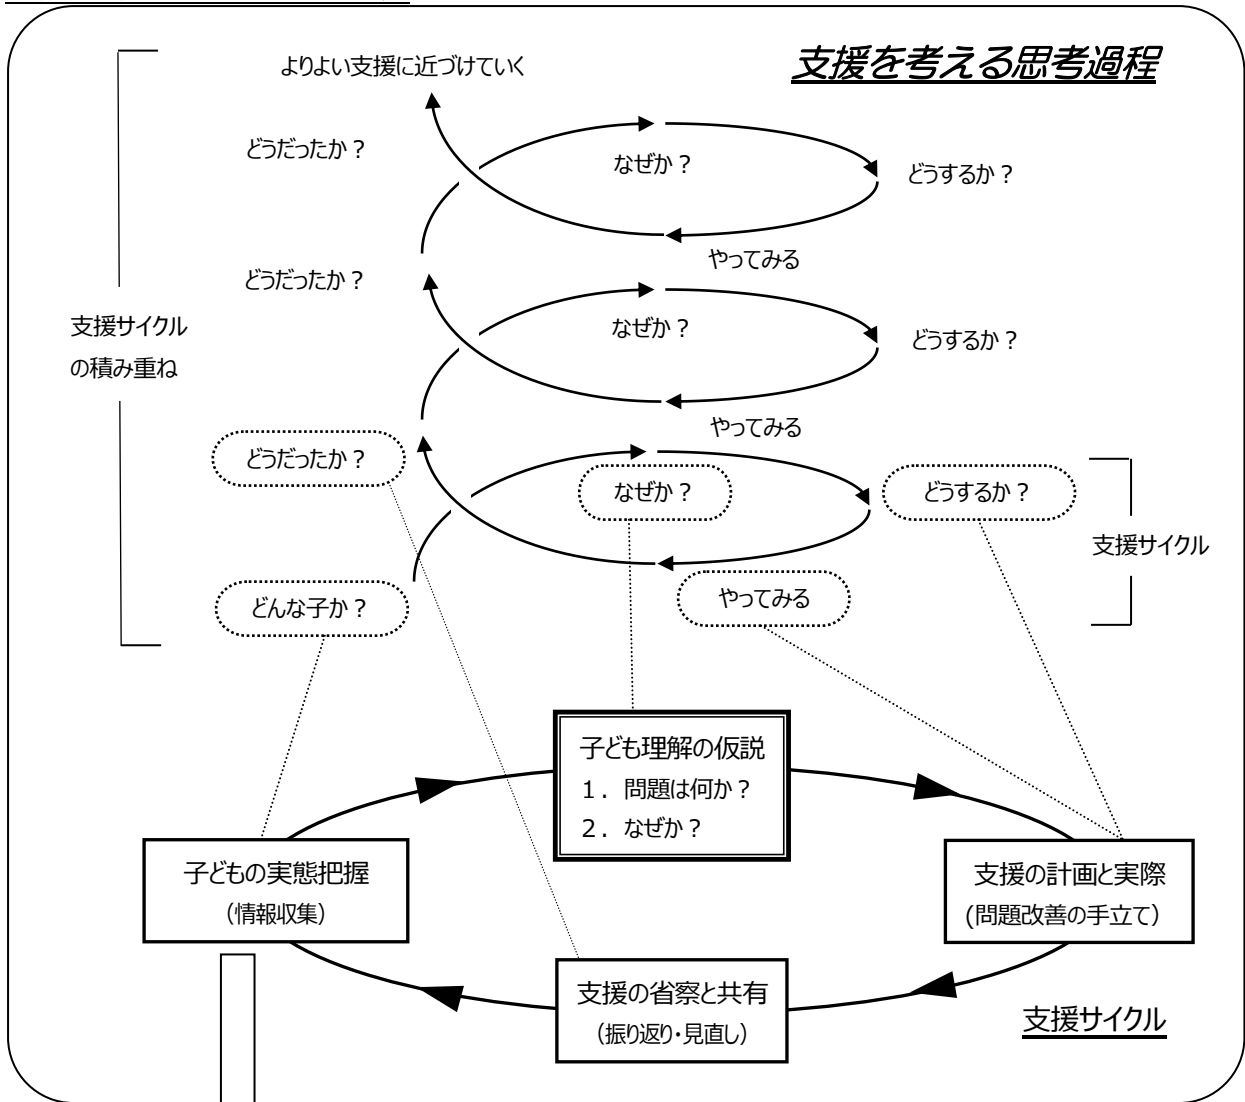 支援を考える思考過程
よりよい支援に近づけていく
どうだったか？
なぜか？
どうするか？
やってみる
どうだったか？
なぜか？
どうするか？
支援サイクル
の積み重ね
やってみる
どうだったか？
なぜか？
どうするか？
支援サイクル
やってみる
どんな子か？
子ども理解の仮説
１．問題は何か？
２．なぜか？
子どもの実態把握
（情報収集）
支援の計画と実際
(問題改善の手立て）
支援の省察と共有
（振り返り・見直し）
支援サイクル